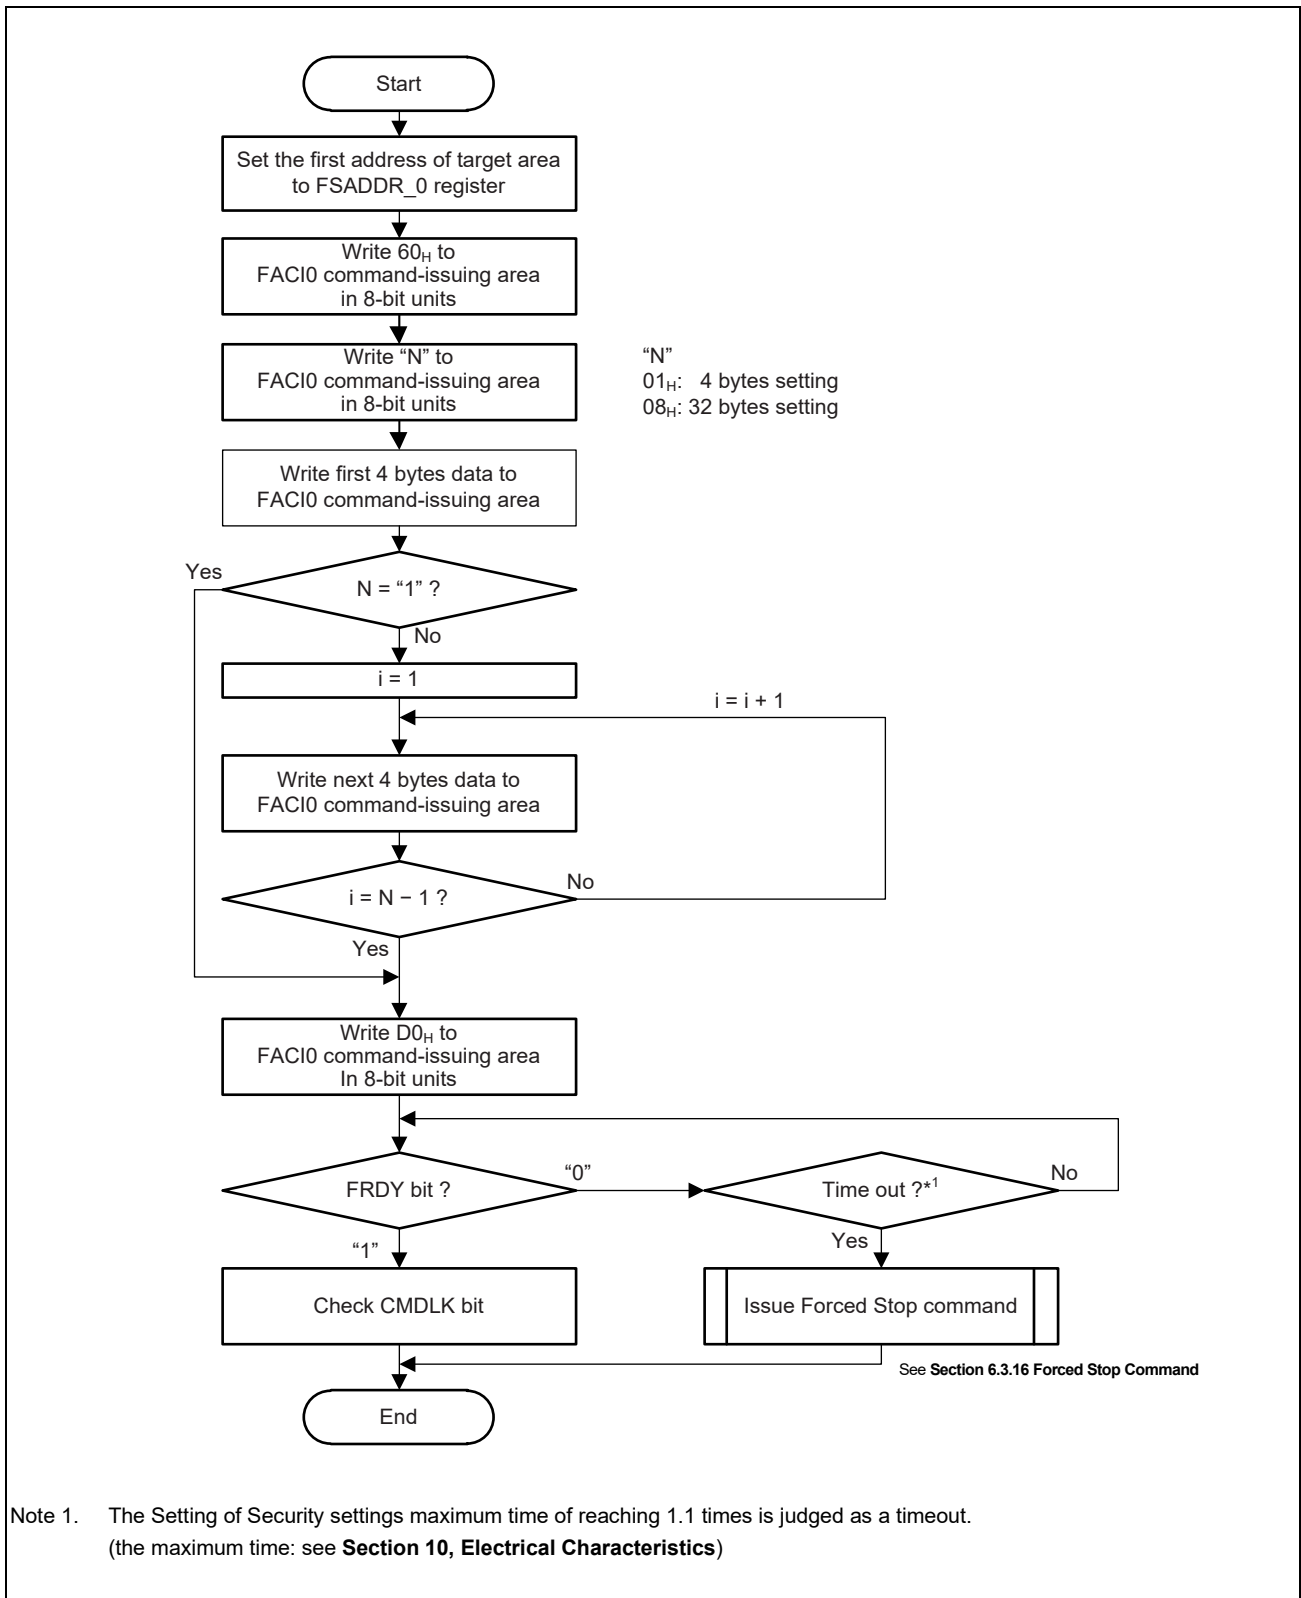 Start
Set the first address of target area
to FSADDR_0 register
Write 60H to
FACI0 command-issuing area
in 8-bit units
Write “N” to
FACI0 command-issuing area
in 8-bit units
“N”
01H: 4 bytes setting
08H: 32 bytes setting
Write first 4 bytes data to
FACI0 command-issuing area
Yes
N = “1” ?
No
i = 1
i = i + 1
Write next 4 bytes data to
FACI0 command-issuing area
i = N − 1 ?
No
Yes
Write D0H to
FACI0 command-issuing area
In 8-bit units
FRDY bit ?
“0”
Time out ?*1
No
“1”
Yes
Check CMDLK bit
Issue Forced Stop command
See Section 6.3.16 Forced Stop Command
End
Note 1. The Setting of Security settings maximum time of reaching 1.1 times is judged as a timeout.
(the maximum time: see Section 10, Electrical Characteristics)